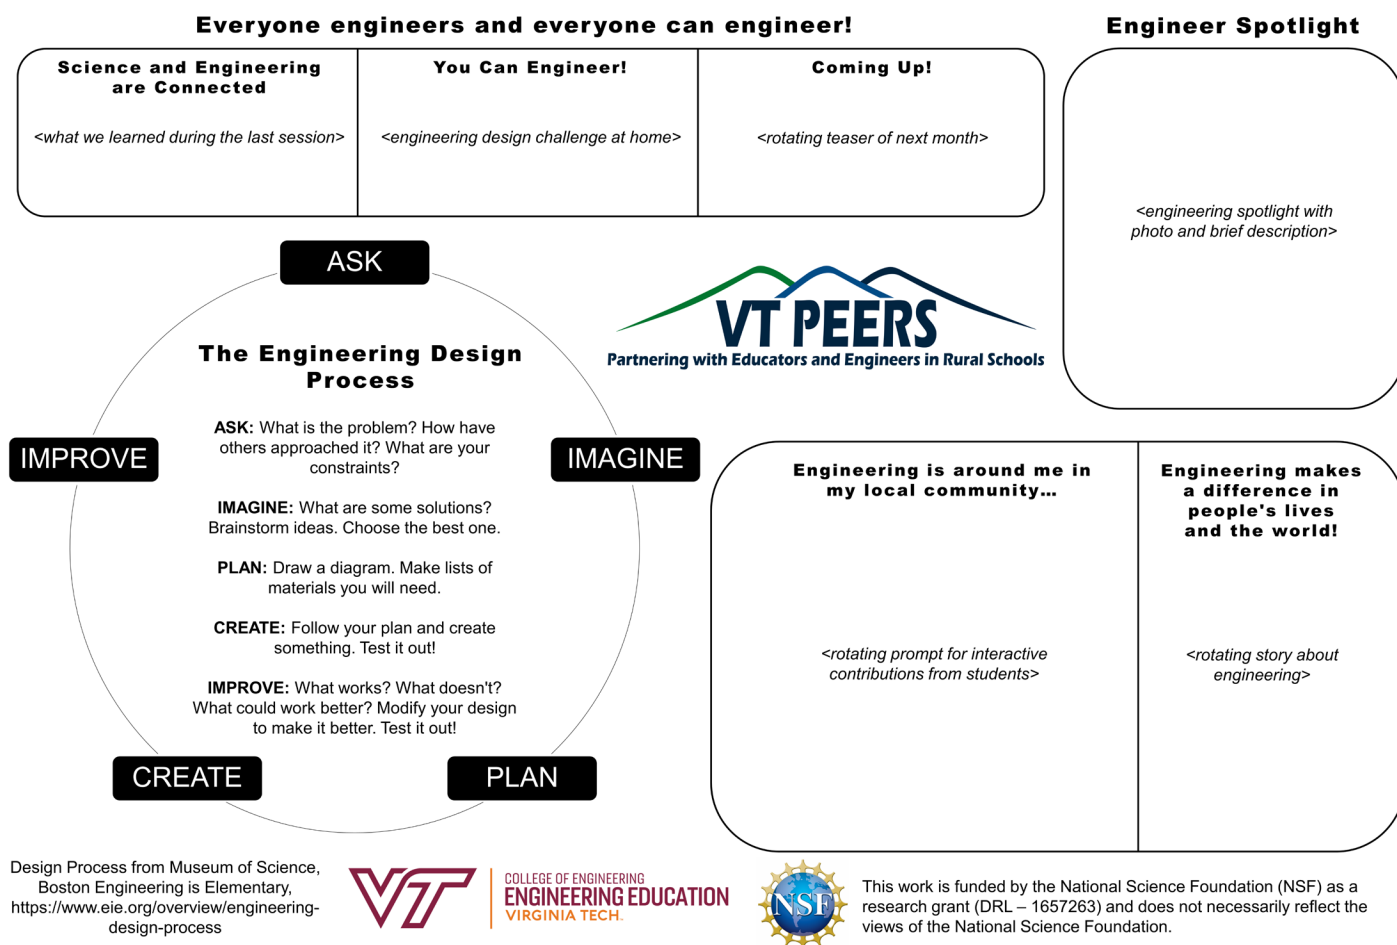 Everyone engineers and everyone can engineer!
Engineer Spotlight
Science and Engineering
are Connected
<what we learned during the last session>
You Can Engineer!
<engineering design challenge at home>
Coming Up!
<rotating teaser of next month>
<engineering spotlight with
photo and brief description>
ASK
IMAGINE
PLAN
CREATE
IMPROVE
The Engineering Design
Process
ASK: What is the problem? How have
others approached it? What are your
constraints?
IMAGINE: What are some solutions?
Brainstorm ideas. Choose the best one.
PLAN: Draw a diagram. Make lists of
materials you will need.
CREATE: Follow your plan and create
something. Test it out!
IMPROVE: What works? What doesn't?
What could work better? Modify your design
to make it better. Test it out!
VT PEERS
Partnering with Educators and Engineers in Rural Schools
Engineering is around me in
my local community...
<rotating prompt for interactive
contributions from students>
Engineering makes
a difference in
people's lives
and the world!
<rotating story about
engineering>
Design Process from Museum of Science,
Boston Engineering is Elementary,
https://www.eie.org/overview/engineering-
design-process
VT
COLLEGE OF ENGINEERING
ENGINEERING EDUCATION
VIRGINIA TECH.
NSF
This work is funded by the National Science Foundation (NSF) as a
research grant (DRL – 1657263) and does not necessarily reflect the
views of the National Science Foundation.